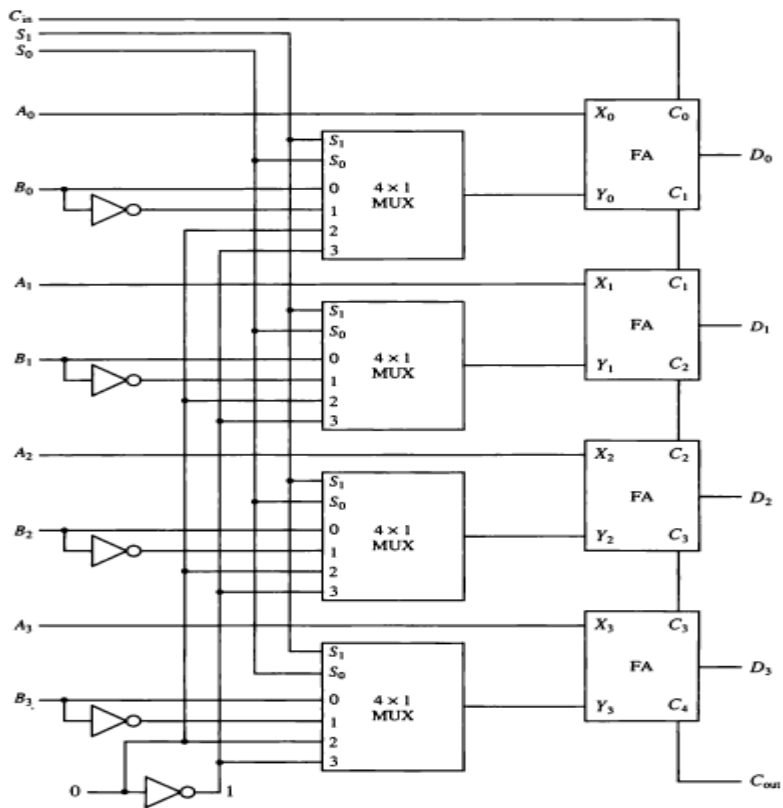 C_in
S_1
S_0
A_0 X_0 C_0
S_1
S_0 FA D_0
B_0 0 4 × 1 Y_0 C_1
1 MUX
2
3
A_1 X_1 C_1
S_1
S_0 FA D_1
B_1 0 4 × 1 Y_1 C_2
1 MUX
2
3
A_2 X_2 C_2
S_1
S_0 FA D_2
B_2 0 4 × 1 Y_2 C_3
1 MUX
2
3
A_3 X_3 C_3
S_1
S_0 FA D_3
B_3 0 4 × 1 Y_3 C_4
1 MUX
2
3
0 1 C_out